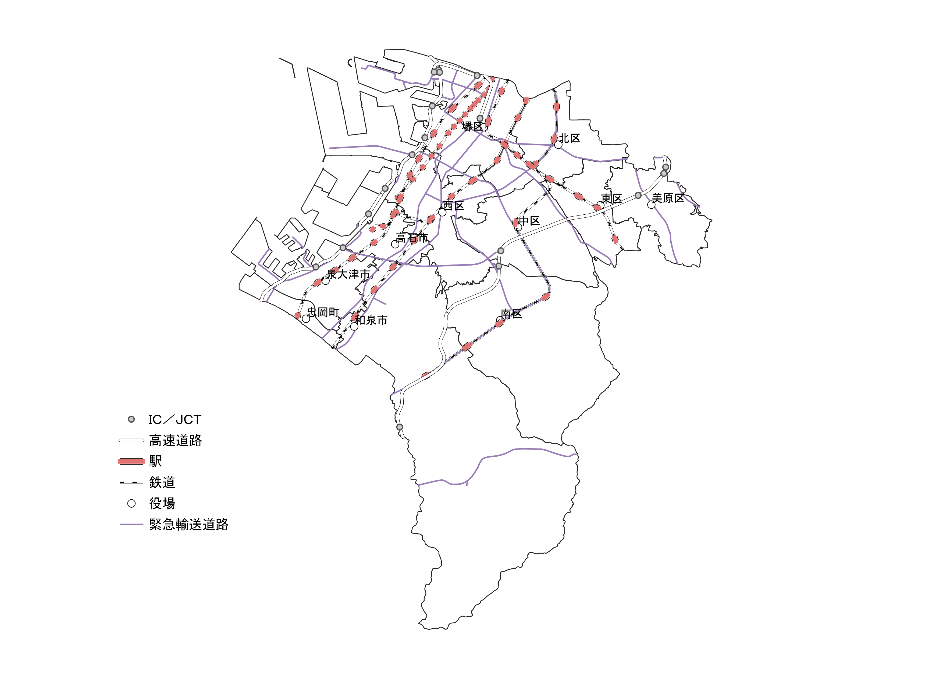 堺区
北区
東区
美原区
西区
中区
高石市
泉大津市
忠岡町
和泉市
南区
IC／JCT
高速道路
駅
鉄道
役場
緊急輸送道路